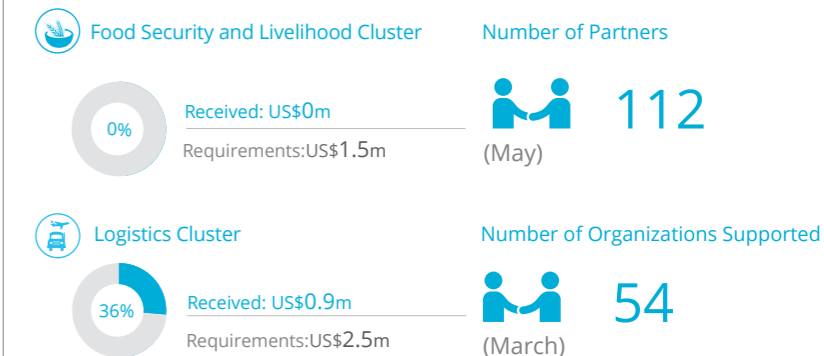 Food Security and Livelihood Cluster
Number of Partners
0%
Received: US$0m
Requirements:US$1.5m
112
(May)
Logistics Cluster
Number of Organizations Supported
36%
Received: US$0.9m
Requirements:US$2.5m
54
(March)